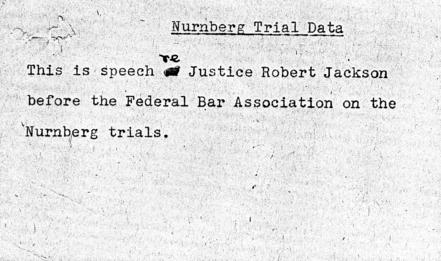 Nurnberg Trial Data
This is speech re Justice Robert Jackson
before the Federal Bar Association on the
Nurnberg trials.